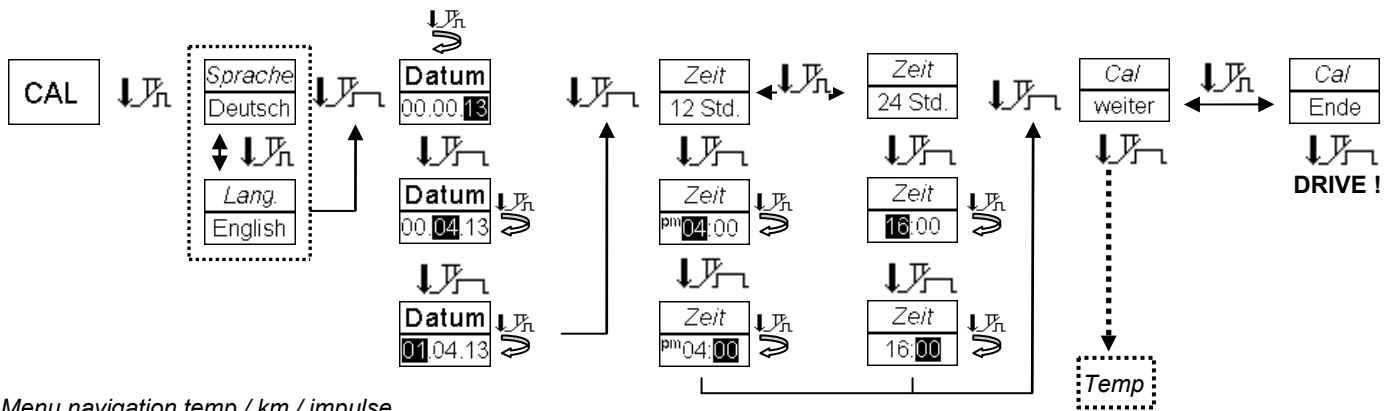 CAL
Sprache
Deutsch
Lang.
English
Datum
00.00.13
Datum
00.04.13
Datum
01.04.13
Zeit
12 Std.
Zeit
pm04:00
Zeit
pm04:00
Zeit
24 Std.
16:00
Zeit
16:00
Cal
weiter
Temp
Cal
Ende
DRIVE !
Menu navigation temp / km / impulse